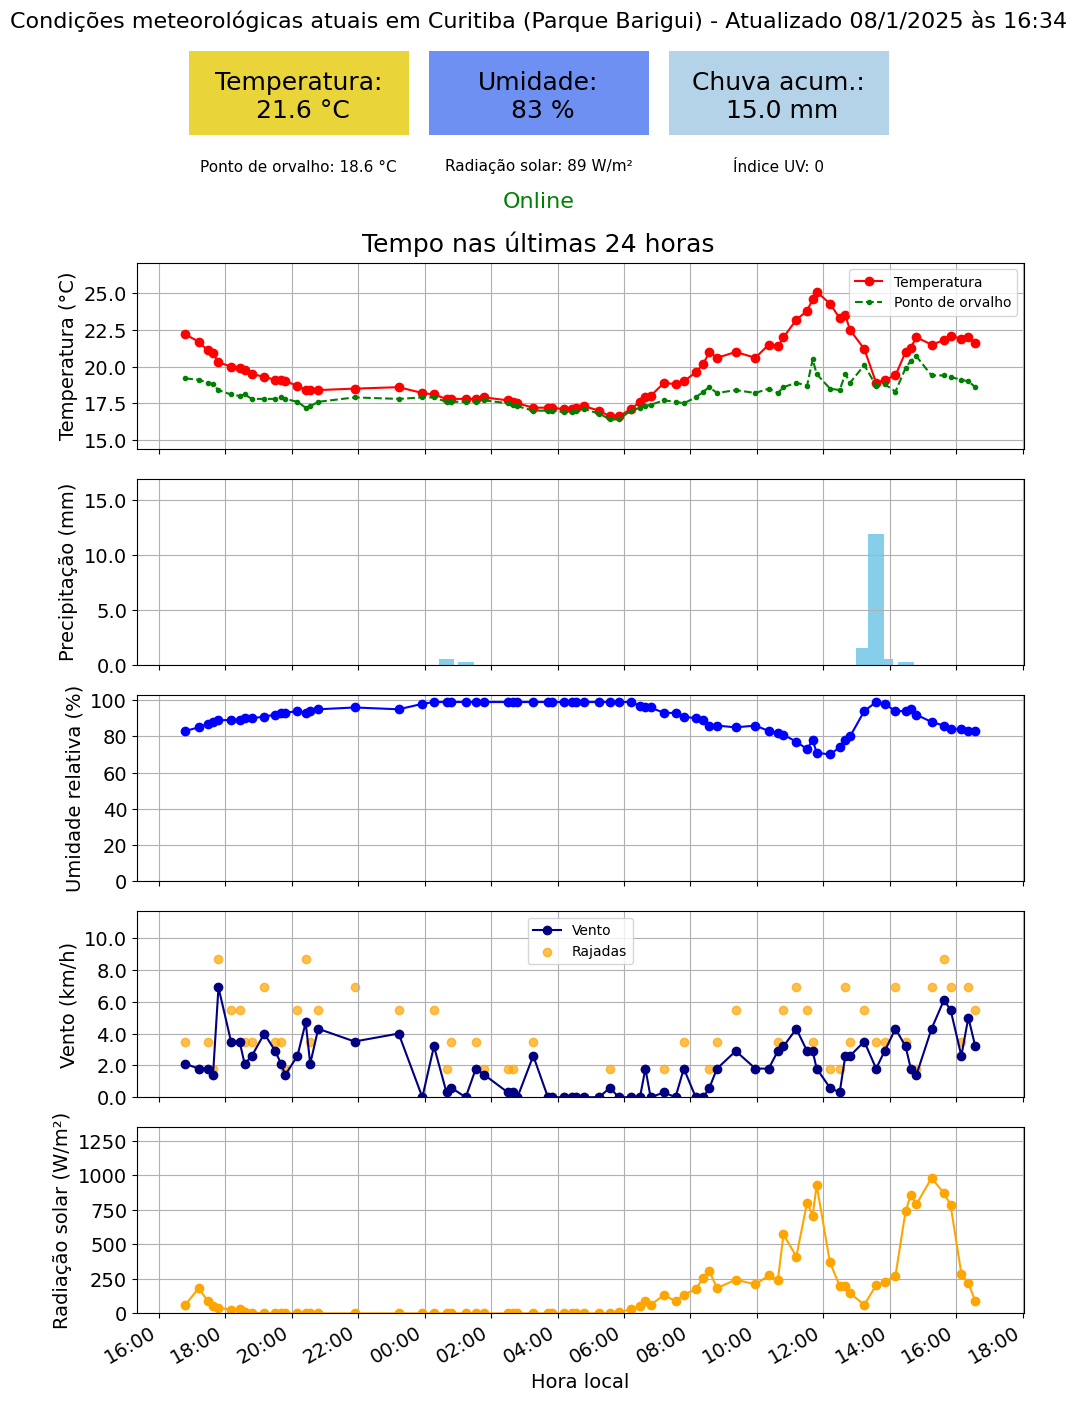 Condições meteorológicas atuais em Curitiba (Parque Barigui) - Atualizado 08/1/2025 às 16:34
Temperatura:
21.6 °C
Umidade:
83 %
Chuva acum.:
15.0 mm
Ponto de orvalho: 18.6 °C
Radiação solar: 89 W/m²
Índice UV: 0
Online
Tempo nas últimas 24 horas
Temperatura (°C)
25.0
22.5
20.0
17.5
15.0
Temperatura
Ponto de orvalho
Precipitação (mm)
15.0
10.0
5.0
0.0
Umidade relativa (%)
100
80
60
40
20
0
Vento (km/h)
10.0
8.0
6.0
4.0
2.0
0.0
Vento
Rajadas
Radiação solar (W/m²)
1250
1000
750
500
250
0
16:00
18:00
20:00
22:00
00:00
02:00
04:00
06:00
08:00
10:00
12:00
14:00
16:00
18:00
Hora local